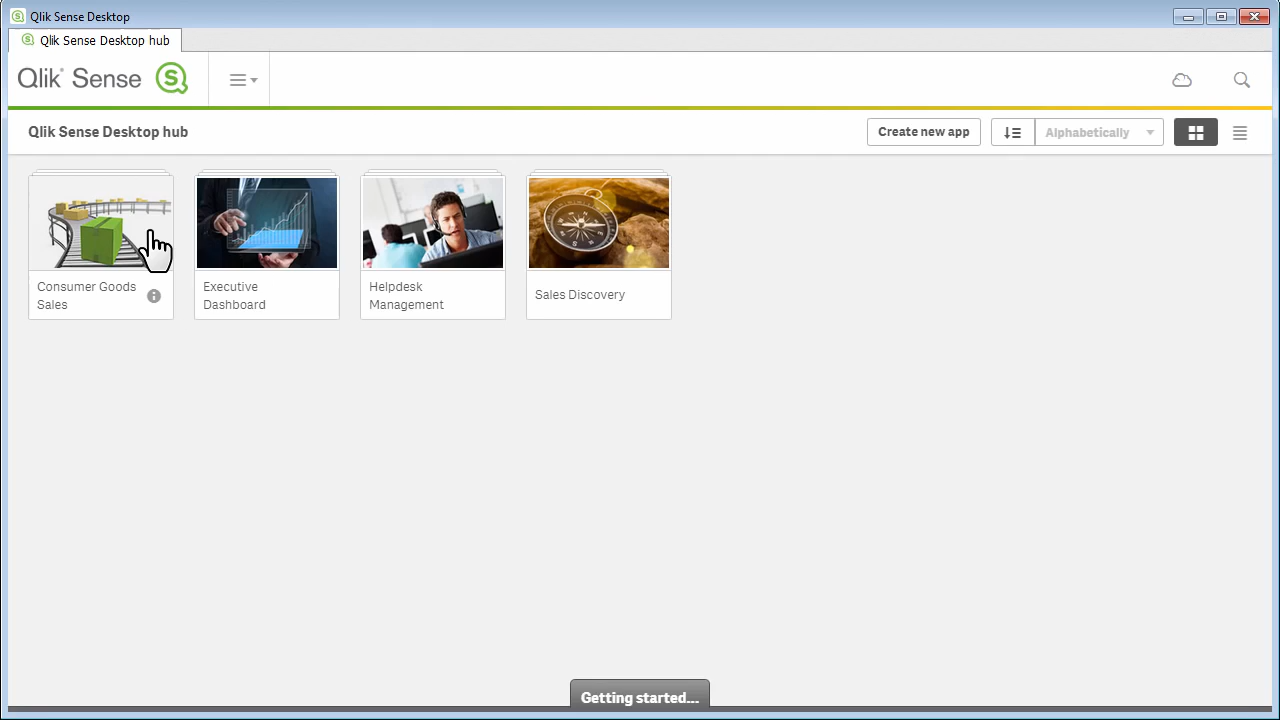 Qlik Sense Desktop
Qlik Sense Desktop hub
Qlik Sense
Qlik Sense Desktop hub
Create new app
Alphabetically
Consumer Goods
Sales
Executive
Dashboard
Helpdesk
Management
Sales Discovery
Getting started...